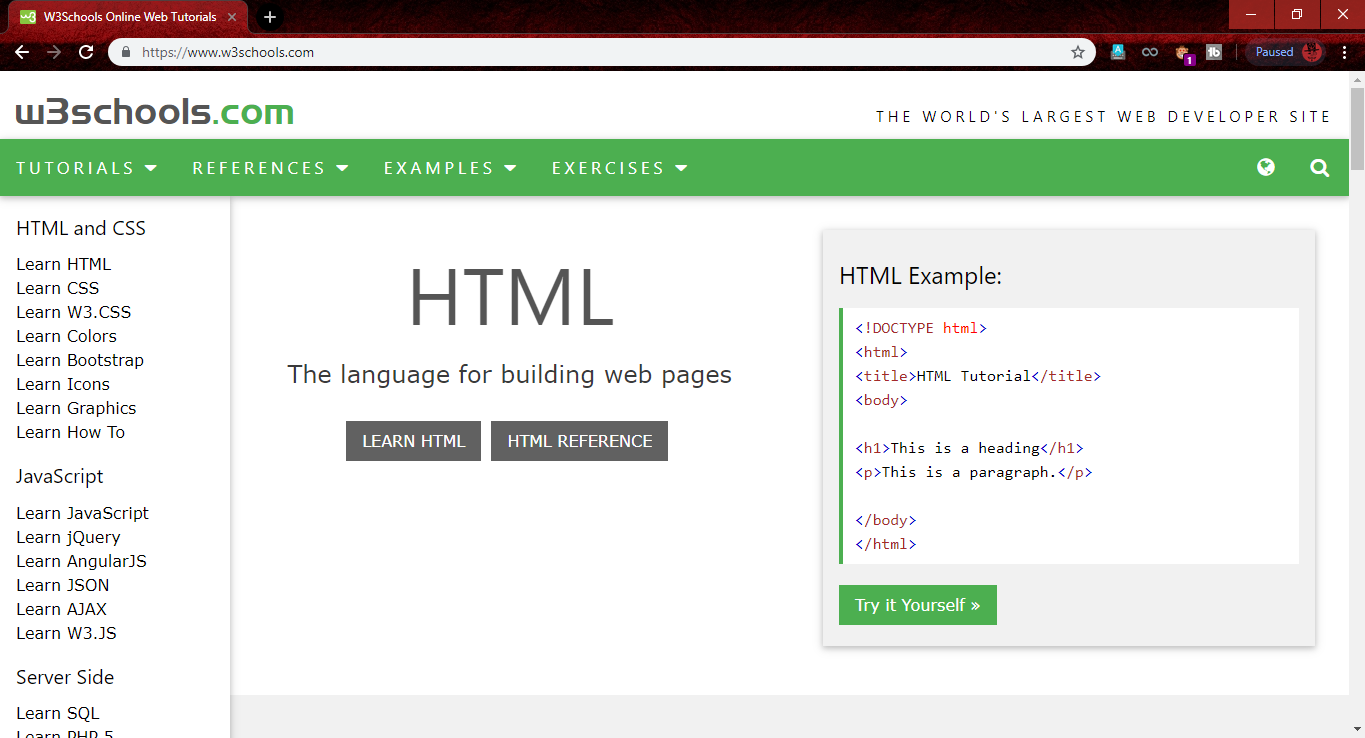 W3Schools Online Web Tutorials
https://www.w3schools.com
1
Paused
w3schools.com
THE WORLD'S LARGEST WEB DEVELOPER SITE
TUTORIALS REFERENCES EXAMPLES EXERCISES
HTML and CSS
Learn HTML
Learn CSS
Learn W3.CSS
Learn Colors
Learn Bootstrap
Learn Icons
Learn Graphics
Learn How To
JavaScript
Learn JavaScript
Learn jQuery
Learn AngularJS
Learn JSON
Learn AJAX
Learn W3.JS
Server Side
Learn SQL
Learn PHP 5
HTML
The language for building web pages
LEARN HTML HTML REFERENCE
HTML Example:
<!DOCTYPE html>
<html>
<title>HTML Tutorial</title>
<body>
<h1>This is a heading</h1>
<p>This is a paragraph.</p>
</body>
</html>
Try it Yourself »